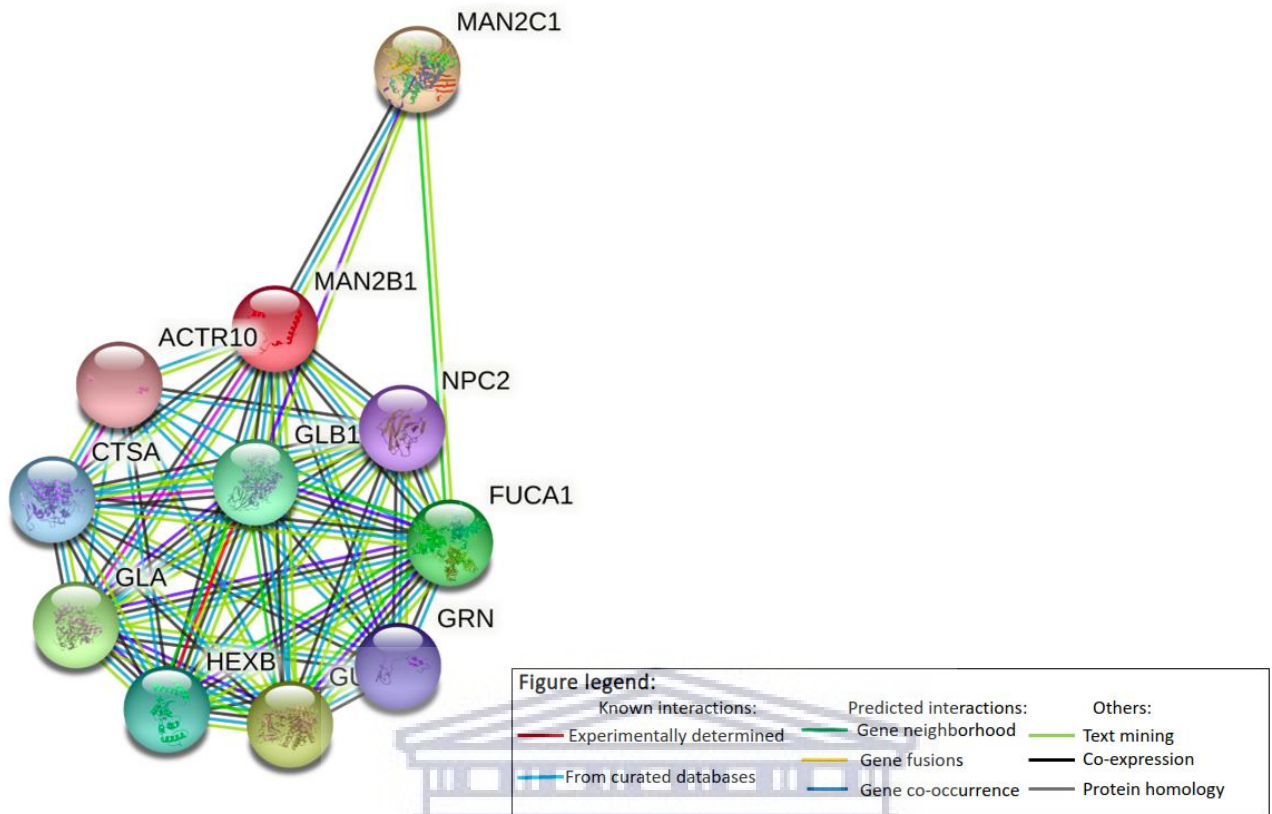 MAN2C1
MAN2B1
ACTR10
NPC2
GLB1
CTSA
FUCA1
GLA
GRN
HEXB
Figure legend:
Known interactions: Predicted interactions: Others:
Experimentally determined Gene neighborhood Text mining
Gene fusions Co-expression
From curated databases Gene co-occurrence Protein homology